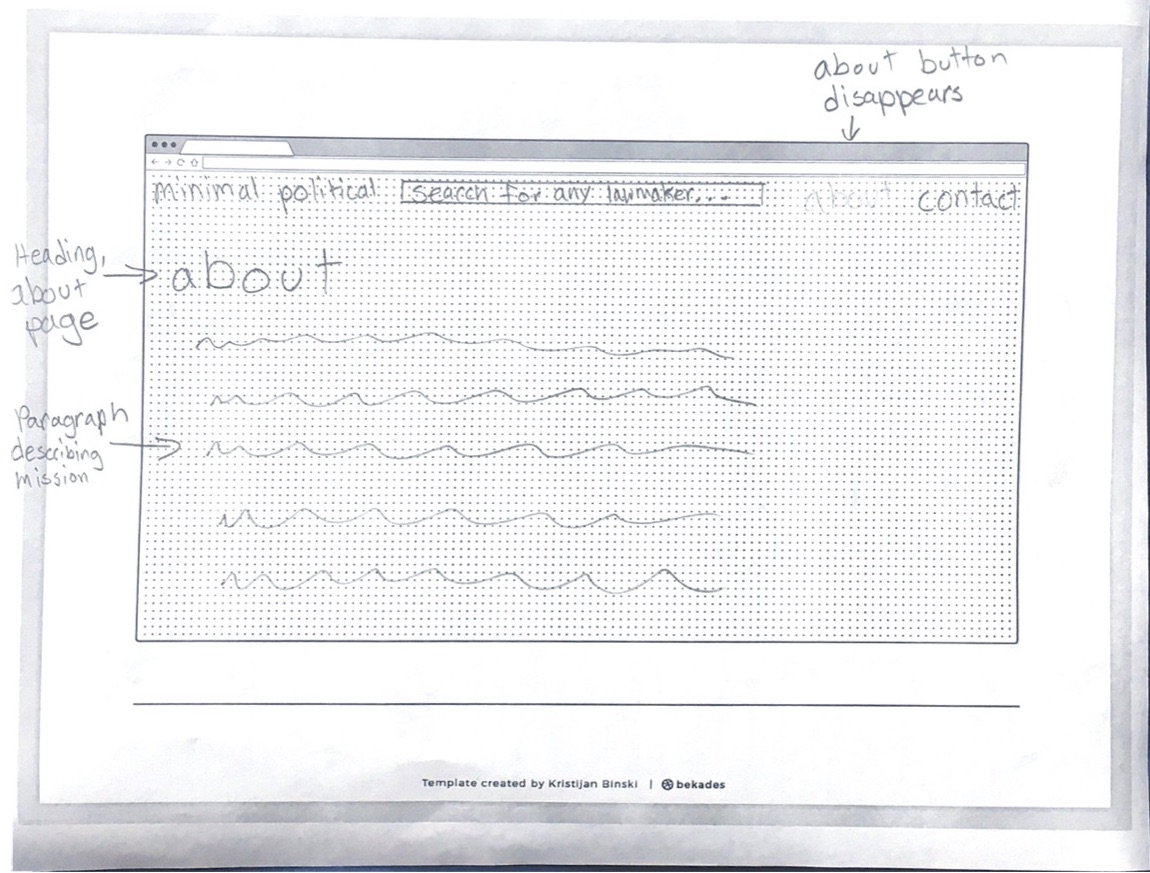 about button
disappears
minimal political
search for any lawmaker...
about
contact
Heading,
about
page
about
Paragraph
describing
mission
Template created by Kristijan Binski | bekades